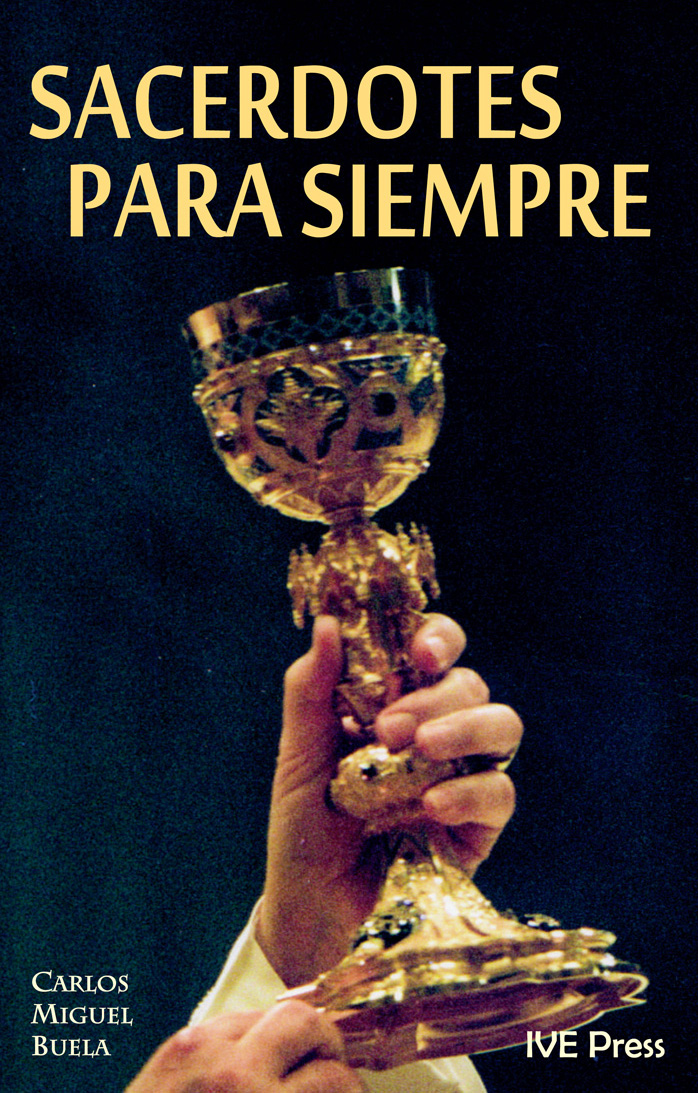 SACERDOTES
PARA SIEMPRE
CARLOS
MIGUEL
BUELA
IVE Press